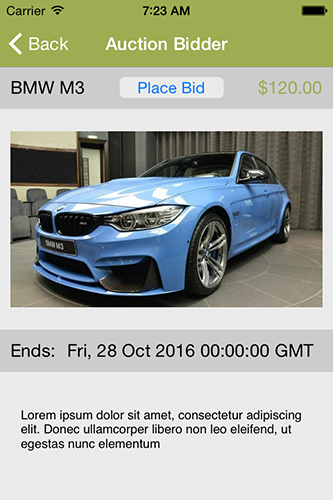 Carrier 7:23 AM
Back Auction Bidder
BMW M3 Place Bid $120.00
BMW M3
Ends: Fri, 28 Oct 2016 00:00:00 GMT
Lorem ipsum dolor sit amet, consectetur adipiscing
elit. Donec ullamcorper libero non leo eleifend, ut
egestas nunc elementum